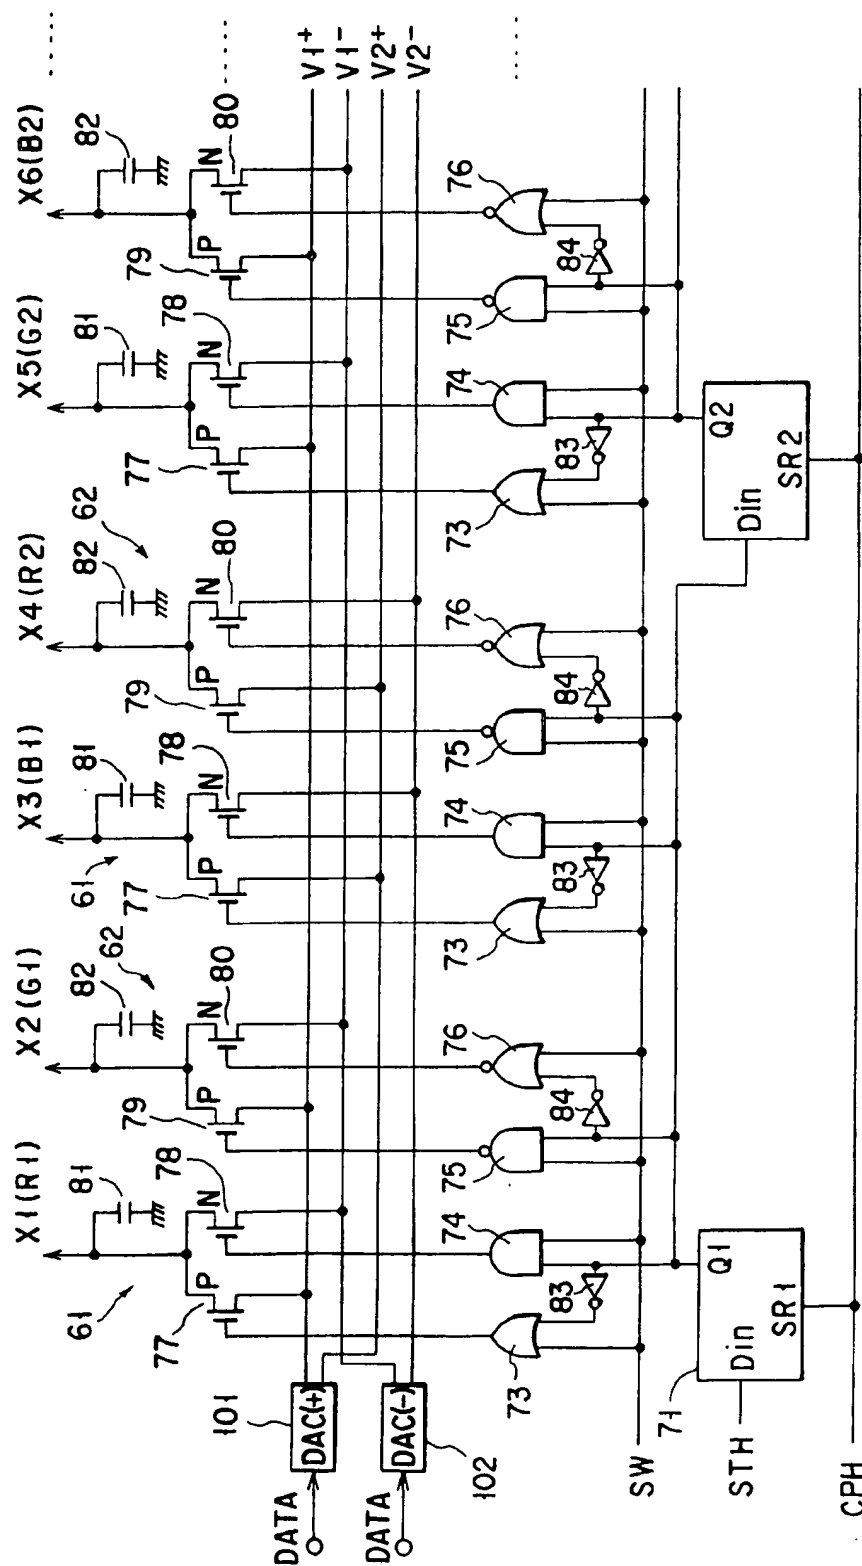 X1(R1) X2(G1) X3(B1) X4(R2) X5(G2) X6(B2)
61 81 62 82 61 81 82 62 81 82
77 P N 78 79 P N 80 77 P N 78 79 P N 80 77 P N 78 79 P N 80
101 DATA DAC(+) V1+
V1-
V2+
DATA DAC(-) V2-
102
73 74 75 76 73 74 75 76 73 74 75 76
83 84 83 84 83 84
SW
71 STH Din Q1 SR1
Din Q2 SR2
CPH